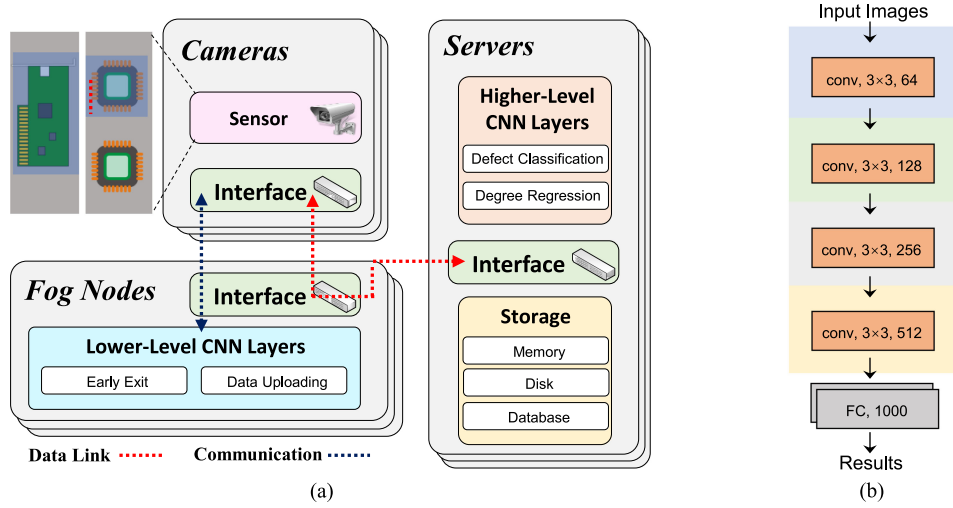 Cameras
Sensor
Interface
Fog Nodes
Interface
Lower-Level CNN Layers
Early Exit
Data Uploading
Data Link
Communication
Servers
Higher-Level
CNN Layers
Defect Classification
Degree Regression
Interface
Storage
Memory
Disk
Database
(a)
Input Images
conv, 3×3, 64
conv, 3×3, 128
conv, 3×3, 256
conv, 3×3, 512
FC, 1000
Results
(b)